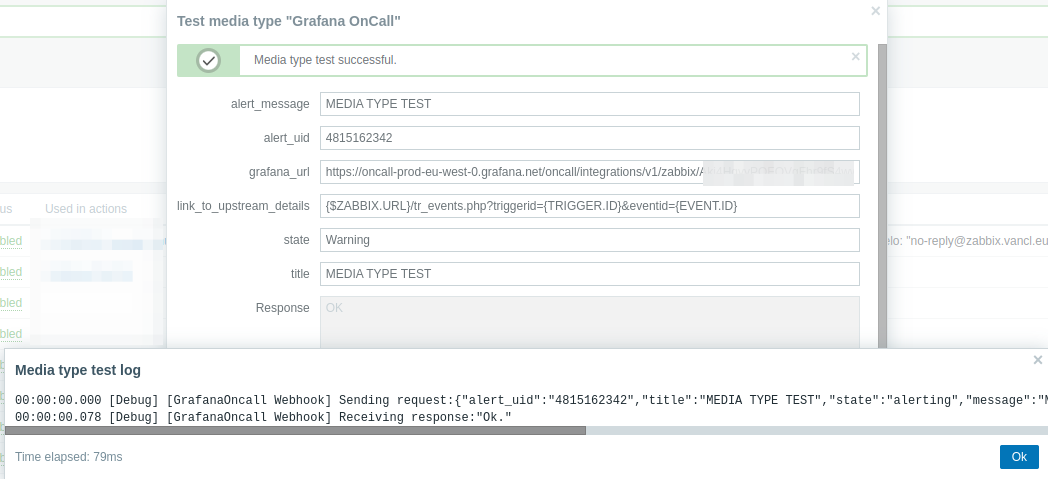 Test media type "Grafana OnCall"
Media type test successful.
alert_message MEDIA TYPE TEST
alert_uid 4815162342
grafana_url https://oncall-prod-eu-west-0.grafana.net/oncall/integrations/v1/zabbix/
link_to_upstream_details {$ZABBIX.URL}/tr_events.php?triggerid={TRIGGER.ID}&eventid={EVENT.ID}
state Warning
title MEDIA TYPE TEST
Response OK
us Used in actions
bled
elo: "no-reply@zabbix.vancl.eu
bled
bled
bled
Media type test log
00:00:00.000 [Debug] [GrafanaOncall Webhook] Sending request:{"alert_uid":"4815162342","title":"MEDIA TYPE TEST","state":"alerting","message":"M
00:00:00.078 [Debug] [GrafanaOncall Webhook] Receiving response:"Ok."
Time elapsed: 79ms
Ok